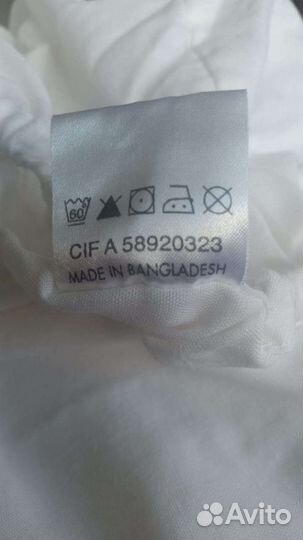 60
CIF A 58920323
MADE IN BANGLADESH
Avito